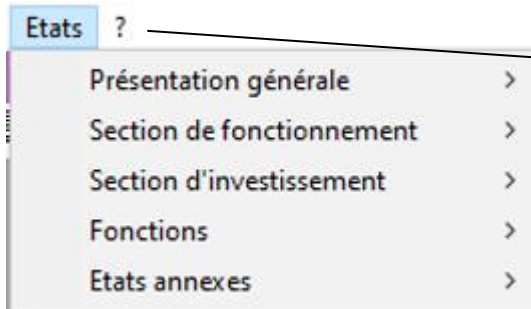 Etats ?
Présentation générale
Section de fonctionnement
Section d'investissement
Fonctions
Etats annexes